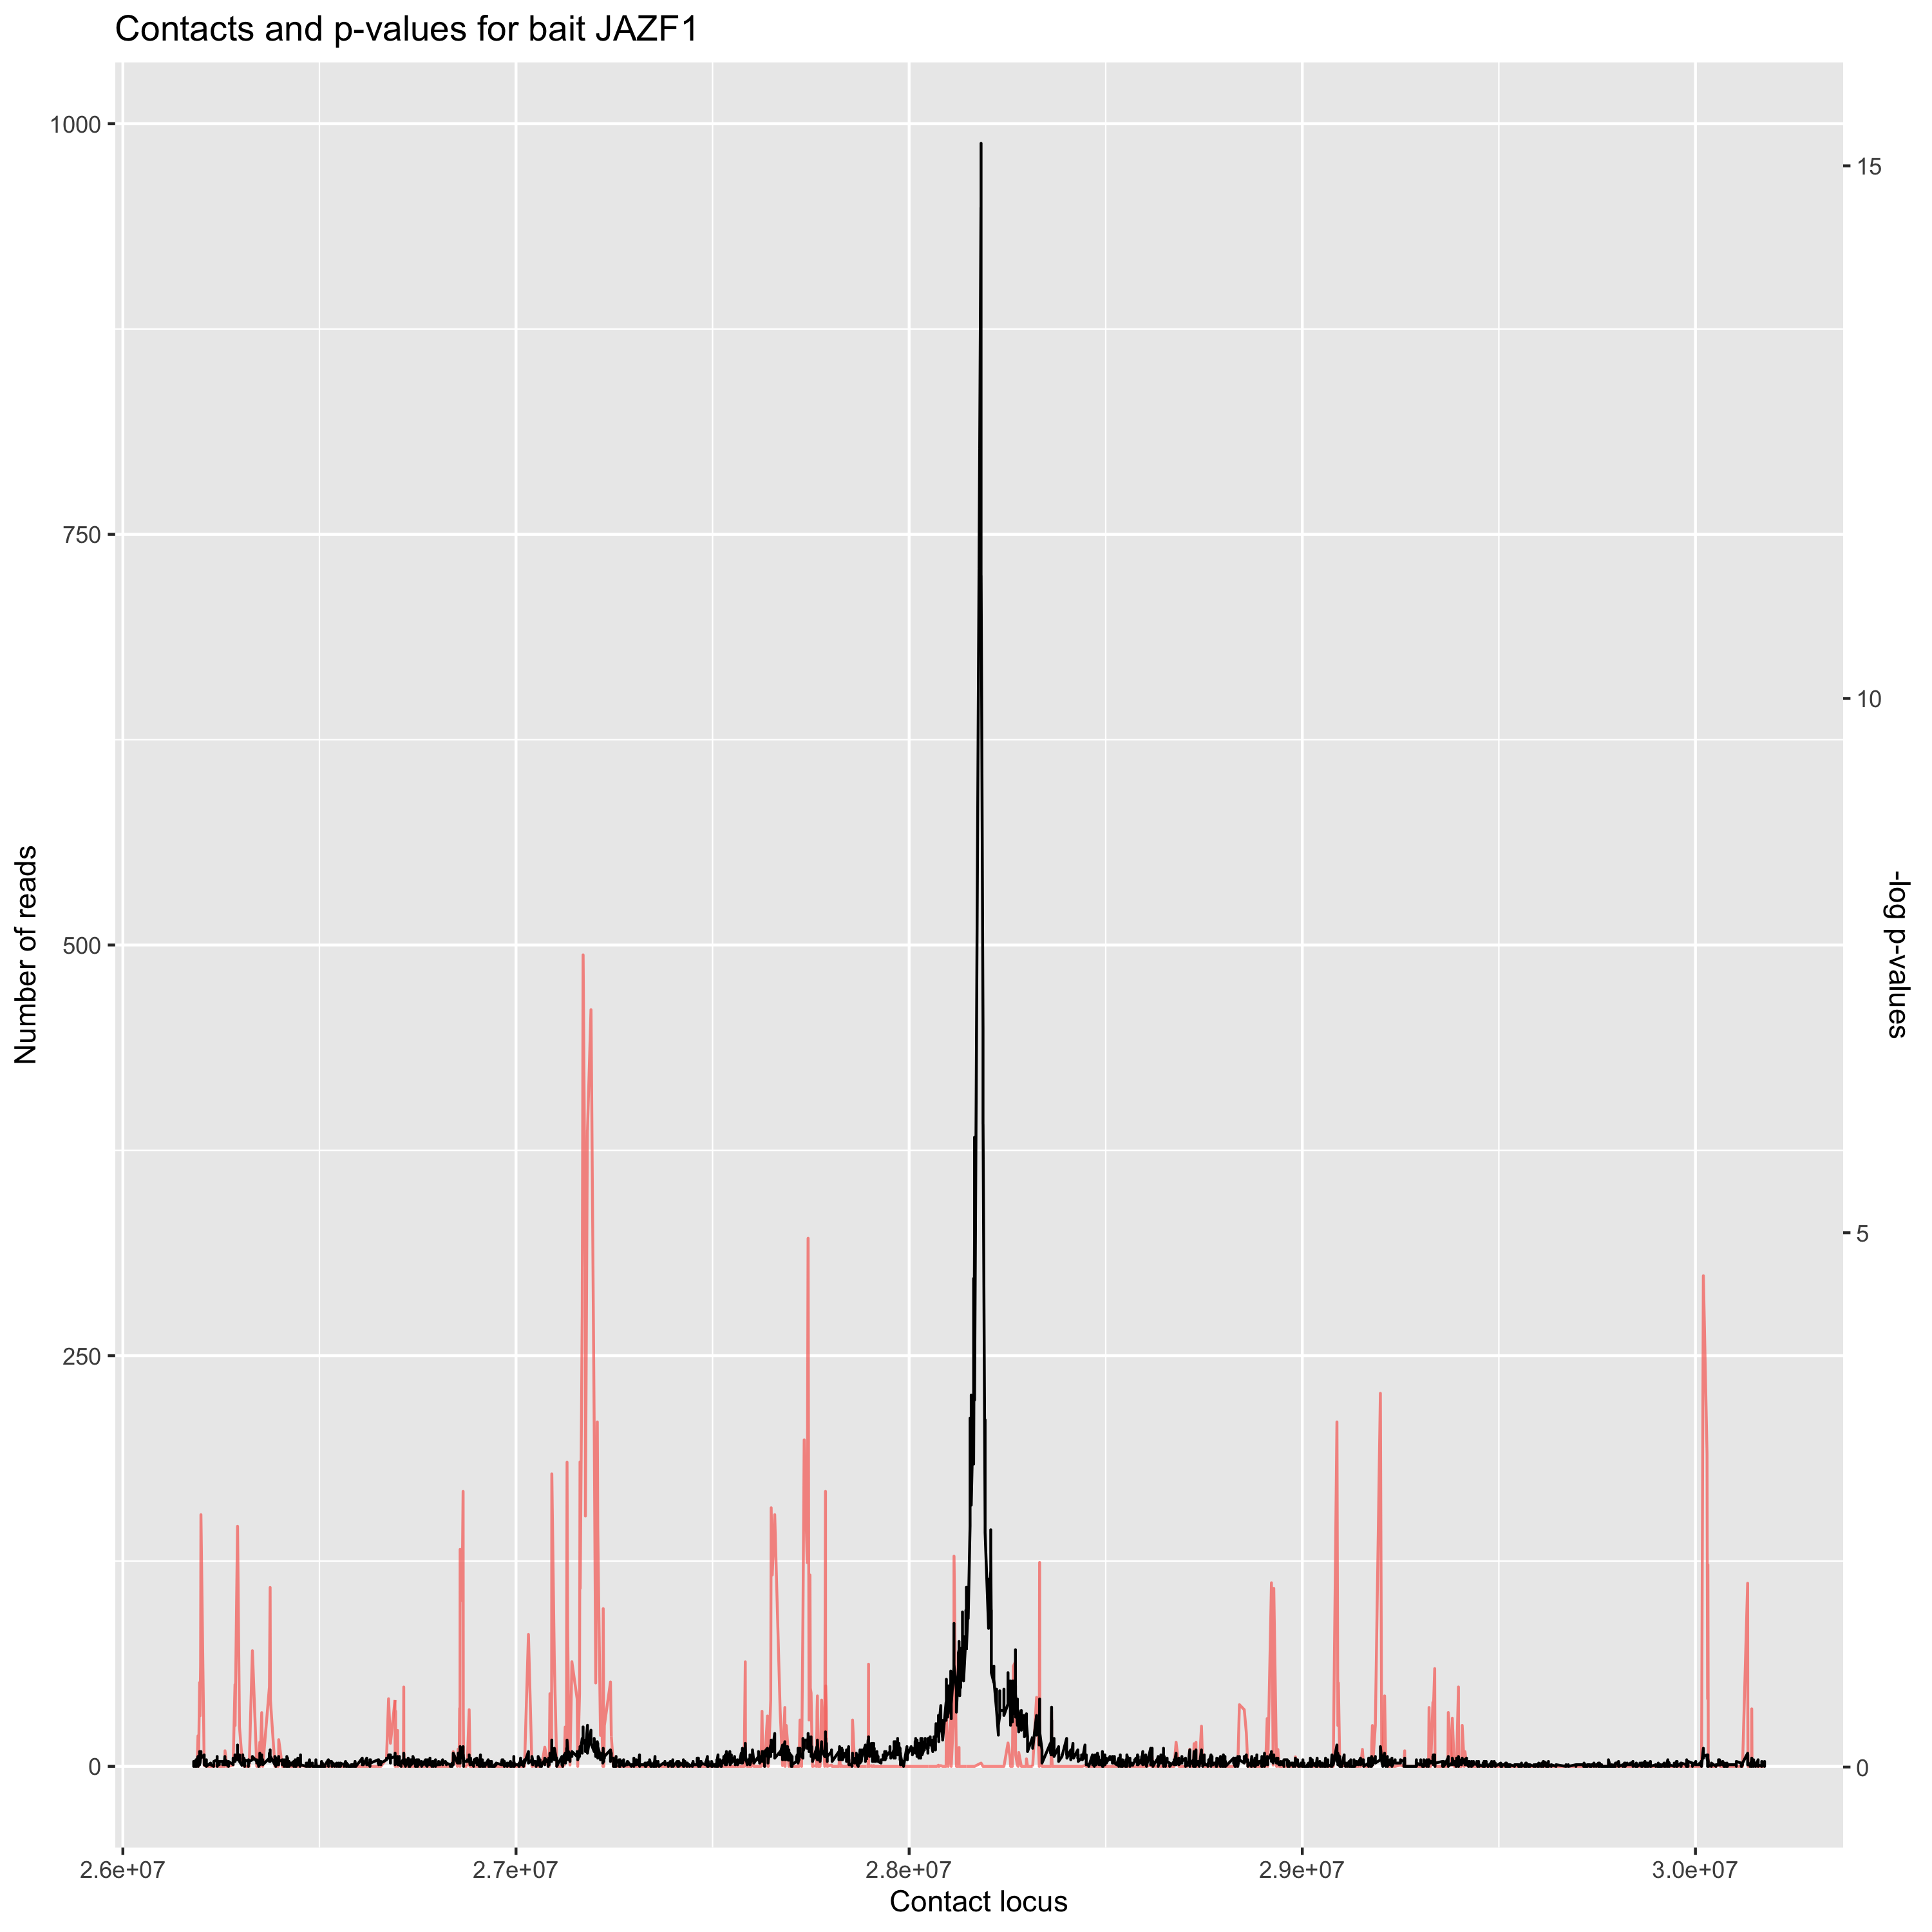 Contacts and p-values for bait JAZF1
1000
750
500
250
0
Number of reads
15
10
5
0
-log p-values
2.6e+07
2.7e+07
2.8e+07
2.9e+07
3.0e+07
Contact locus